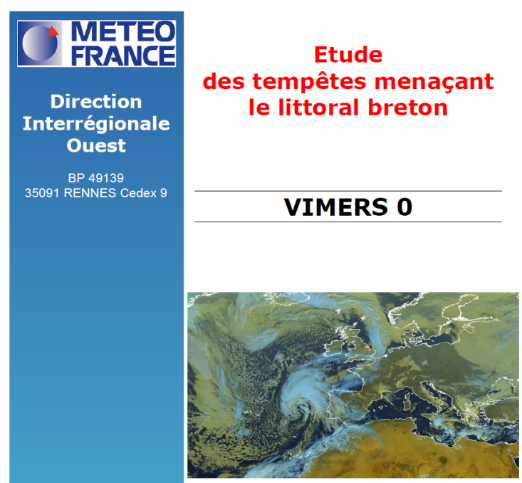 METEO
FRANCE
Direction
Interrégionale
Ouest
BP 49139
35091 RENNES Cedex 9
Etude
des tempêtes menaçant
le littoral breton
VIMERS 0